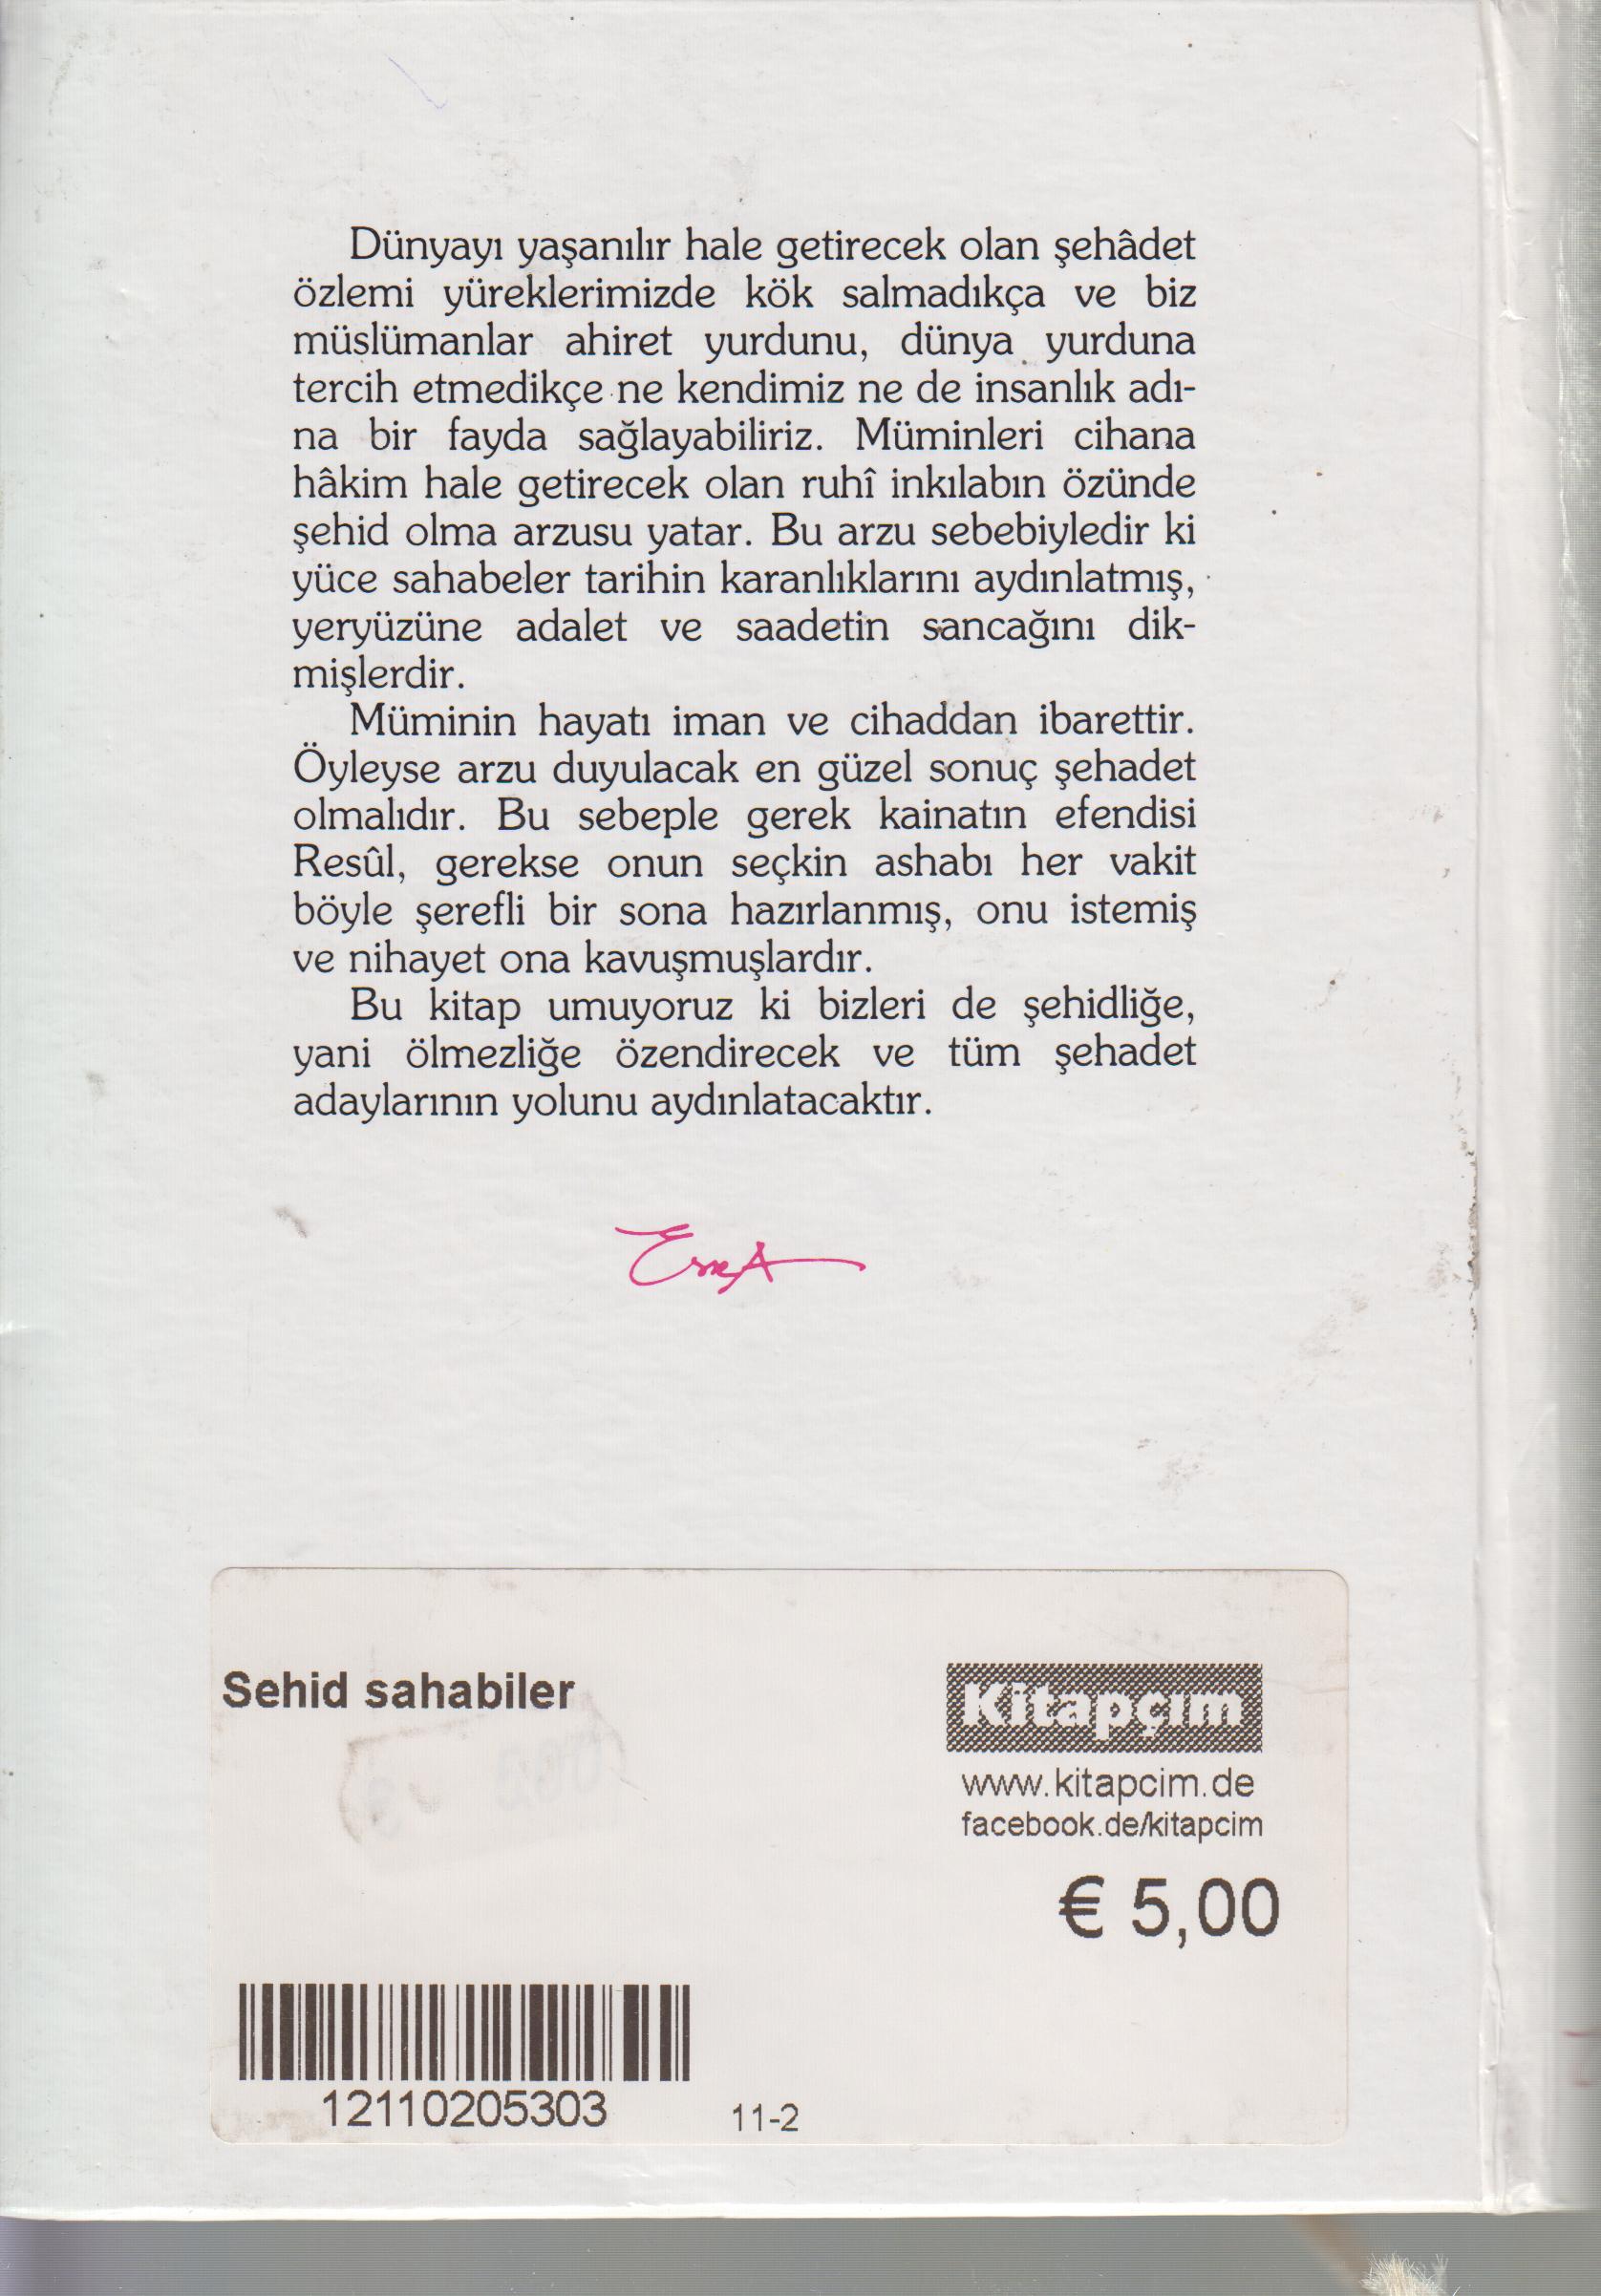 Dünyayı yaşanılır hale getirecek olan şehâdet
özlemi yüreklerimizde kök salmadıkça ve biz
müslümanlar ahiret yurdunu, dünya yurduna
tercih etmedikçe ne kendimiz ne de insanlık adı-
na bir fayda sağlayabiliriz. Müminleri cihana
hâkim hale getirecek olan ruhî inkılabın özünde
şehid olma arzusu yatar. Bu arzu sebebiyledir ki
yüce sahabeler tarihin karanlıklarını aydınlatmış,
yeryüzüne adalet ve saadetin sancağını dik-
mişlerdir.
Müminin hayatı iman ve cihaddan ibarettir.
Öyleyse arzu duyulacak en güzel sonuç şehadet
olmalıdır. Bu sebeple gerek kainatın efendisi
Resûl, gerekse onun seçkin ashabı her vakit
böyle şerefli bir sona hazırlanmış, onu istemiş
ve nihayet ona kavuşmuşlardır.
Bu kitap umuyoruz ki bizleri de şehidliğe,
yani ölmezliğe özendirecek ve tüm şehadet
adaylarının yolunu aydınlatacaktır.
Sehid sahabiler
Kitapçım
www.kitapcim.de
facebook.de/kitapcim
€ 5,00
12110205303
11-2